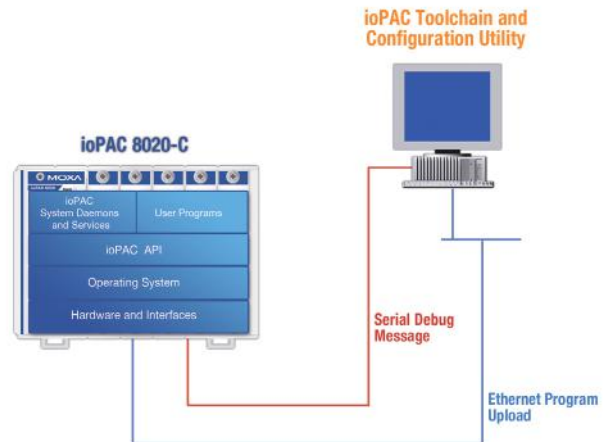 ioPAC Toolchain and
Configuration Utility
ioPAC 8020-C
MOXA
ioPAC
System Daemons
and Services
User Programs
ioPAC API
Operating System
Hardware and Interfaces
Serial Debug
Message
Ethernet Program
Upload